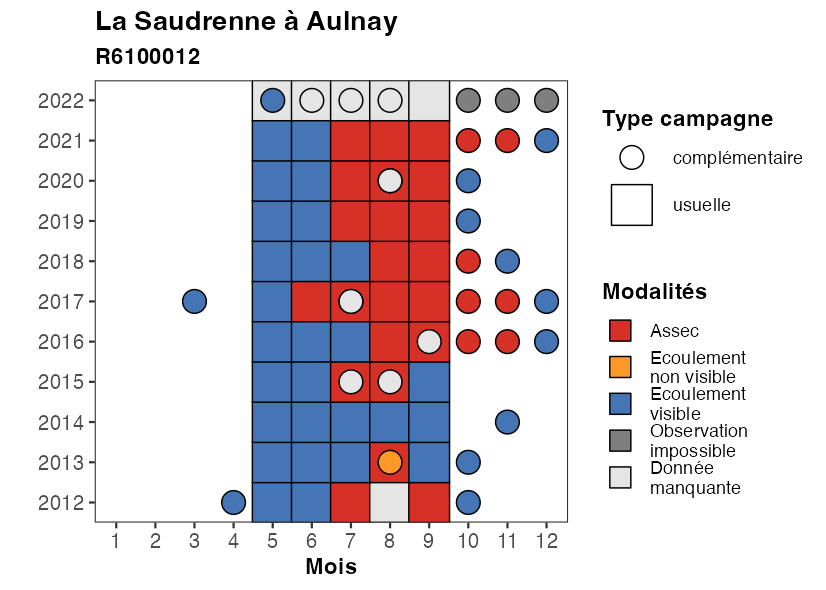 La Saudrenne à Aulnay
R6100012
2022
2021
2020
2019
2018
2017
2016
2015
2014
2013
2012
1 2 3 4 5 6 7 8 9 10 11 12
Mois
Type campagne
complémentaire
usuelle
Modalités
Assec
Ecoulement
non visible
Ecoulement
visible
Observation
impossible
Donnée
manquante